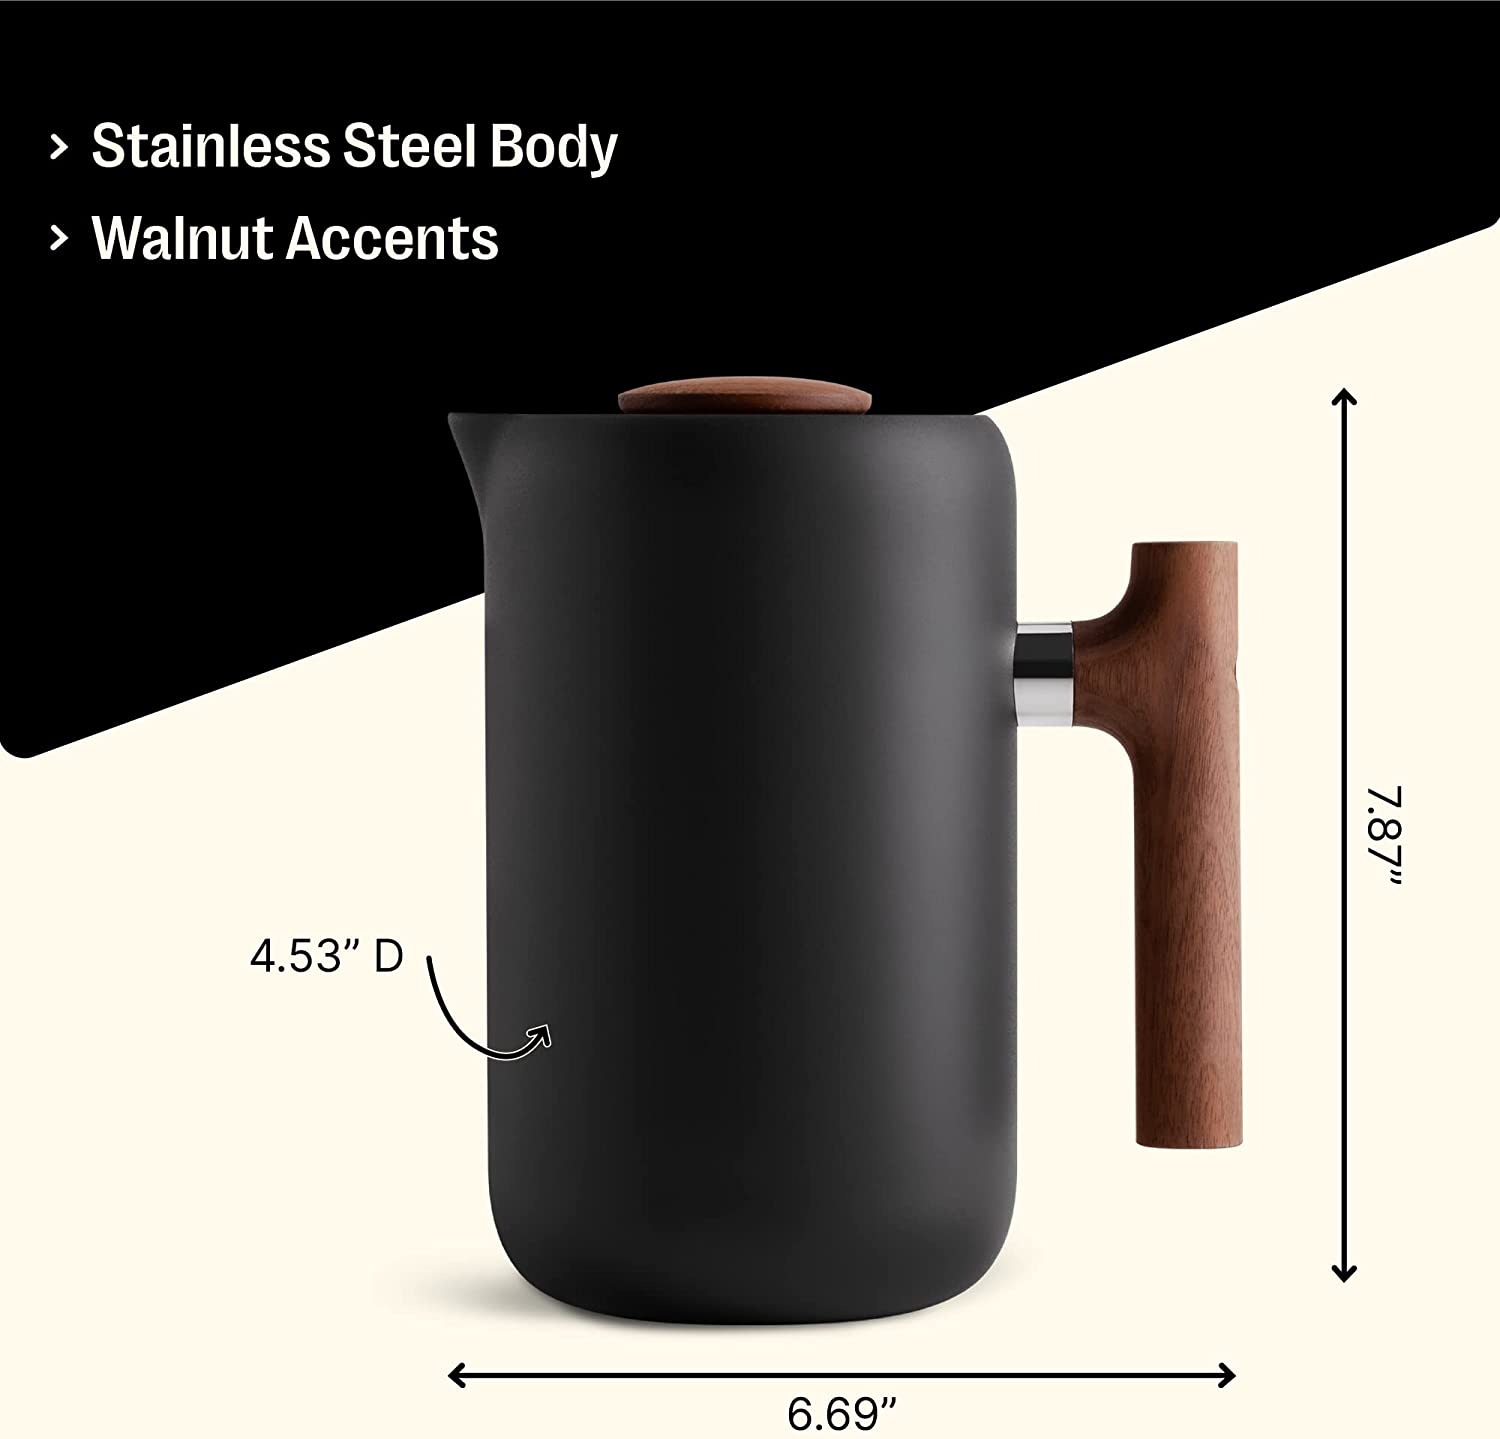 Stainless Steel Body
Walnut Accents
7.87”
4.53” D
6.69”